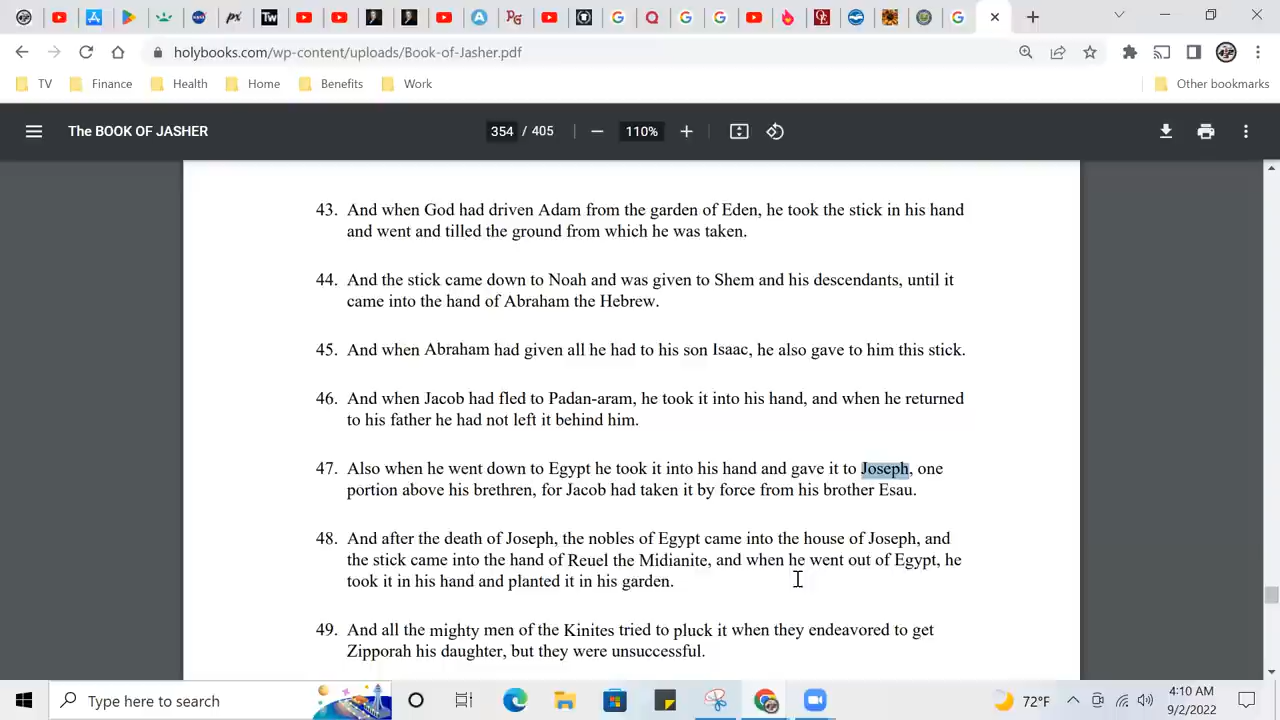 holybooks.com/wp-content/uploads/Book-of-Jasher.pdf
TV Finance Health Home Benefits Work Other bookmarks
The BOOK OF JASHER 354 / 405 110%
43. And when God had driven Adam from the garden of Eden, he took the stick in his hand
and went and tilled the ground from which he was taken.
44. And the stick came down to Noah and was given to Shem and his descendants, until it
came into the hand of Abraham the Hebrew.
45. And when Abraham had given all he had to his son Isaac, he also gave to him this stick.
46. And when Jacob had fled to Padan-aram, he took it into his hand, and when he returned
to his father he had not left it behind him.
47. Also when he went down to Egypt he took it into his hand and gave it to Joseph, one
portion above his brethren, for Jacob had taken it by force from his brother Esau.
48. And after the death of Joseph, the nobles of Egypt came into the house of Joseph, and
the stick came into the hand of Reuel the Midianite, and when he went out of Egypt, he
took it in his hand and planted it in his garden.
49. And all the mighty men of the Kinites tried to pluck it when they endeavored to get
Zipporah his daughter, but they were unsuccessful.
Type here to search
72°F
4:10 AM
9/2/2022